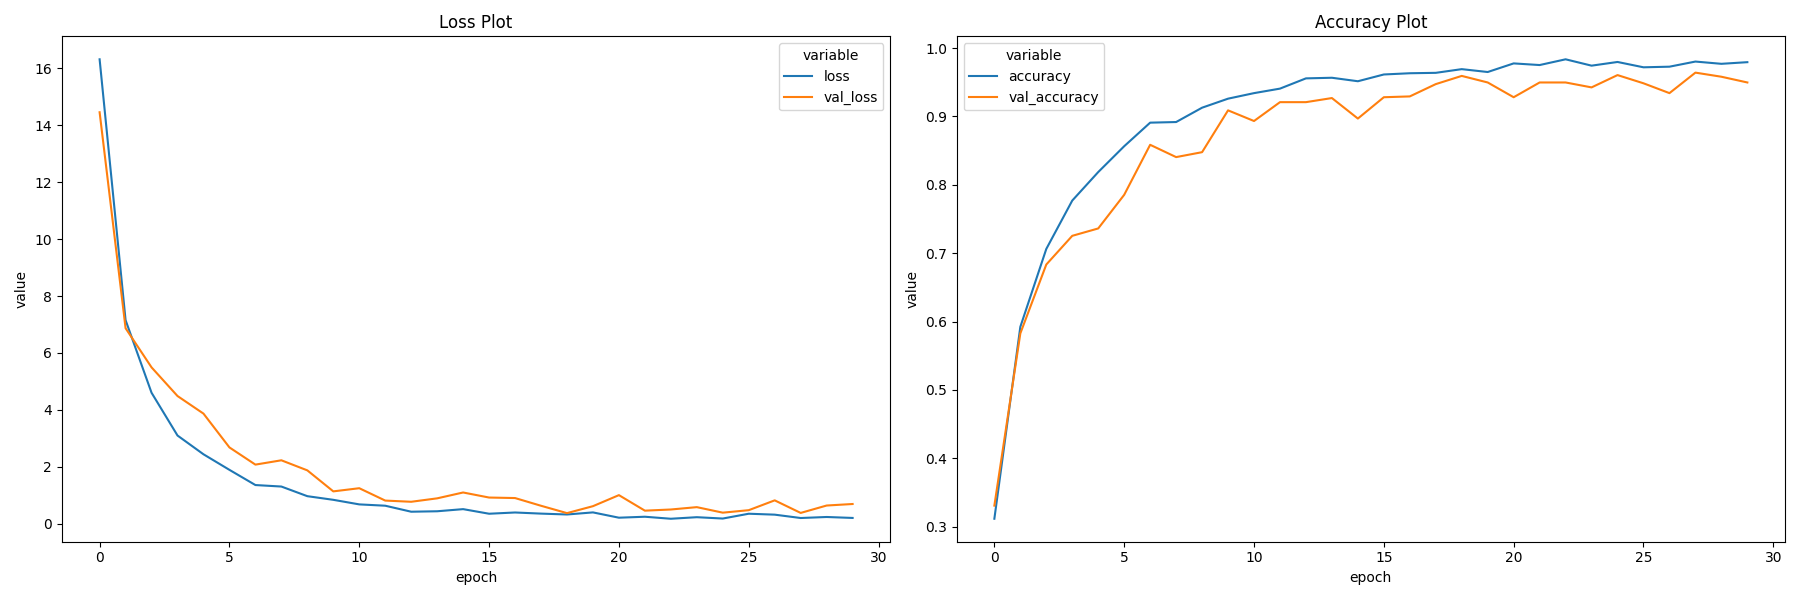 Loss Plot
variable
loss
val_loss
16
14
12
10
8
6
4
2
0
value
0 5 10 15 20 25 30
epoch
Accuracy Plot
variable
accuracy
val_accuracy
1.0
0.9
0.8
0.7
0.6
0.5
0.4
0.3
value
0 5 10 15 20 25 30
epoch